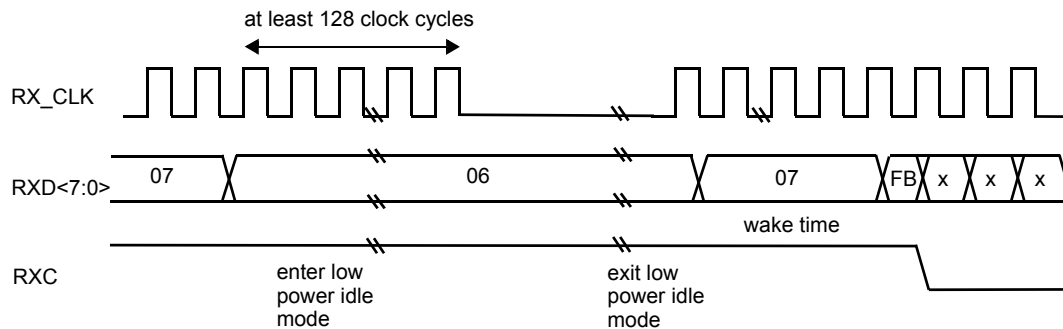 at least 128 clock cycles
RX_CLK
RXD<7:0>
07
06
07
FB
x
x
x
wake time
RXC
enter low
power idle
mode
exit low
power idle
mode